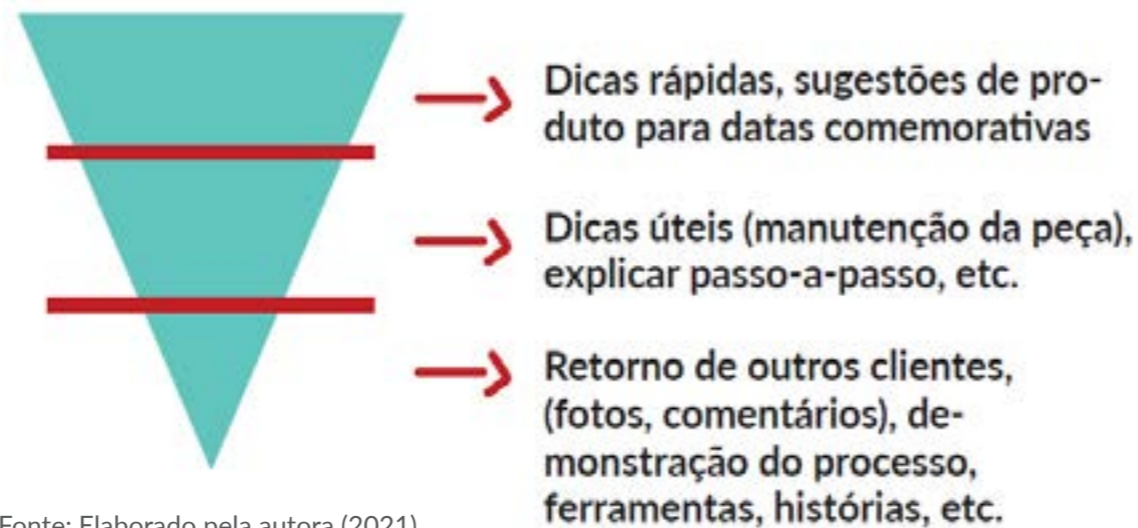 Dicas rápidas, sugestões de pro-
duto para datas comemorativas
Dicas úteis (manutenção da peça),
explicar passo-a-passo, etc.
Retorno de outros clientes,
(fotos, comentários), de-
monstração do processo,
ferramentas, histórias, etc.
Fonte: Elaborado pela autora (2021)